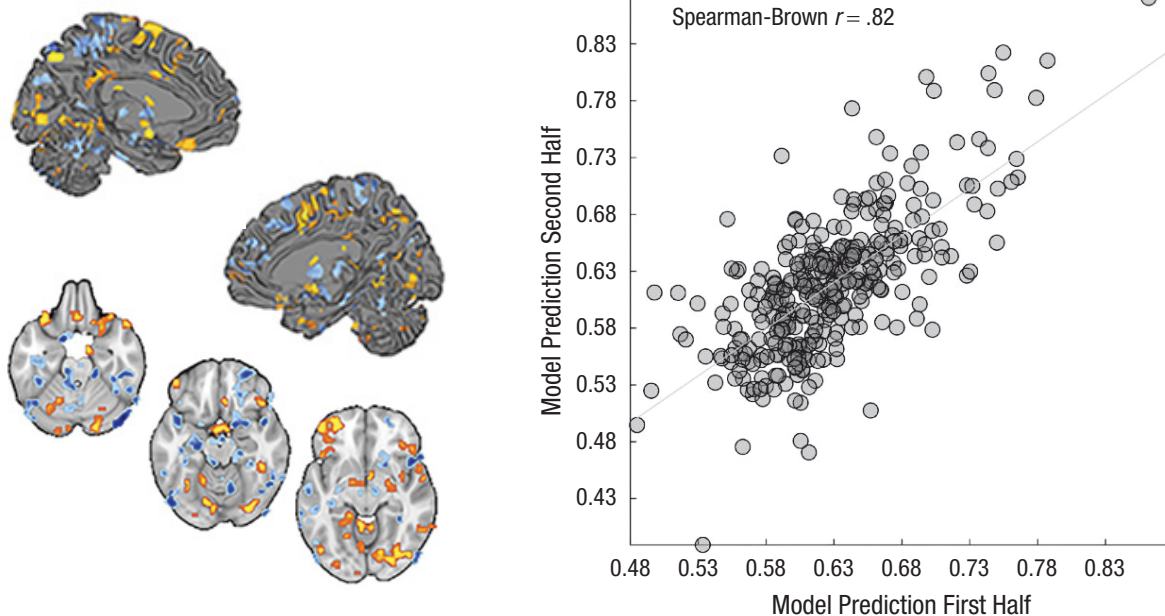 Spearman-Brown r = .82
Model Prediction Second Half
0.83
0.78
0.73
0.68
0.63
0.58
0.53
0.48
0.43
0.48 0.53 0.58 0.63 0.68 0.73 0.78 0.83
Model Prediction First Half